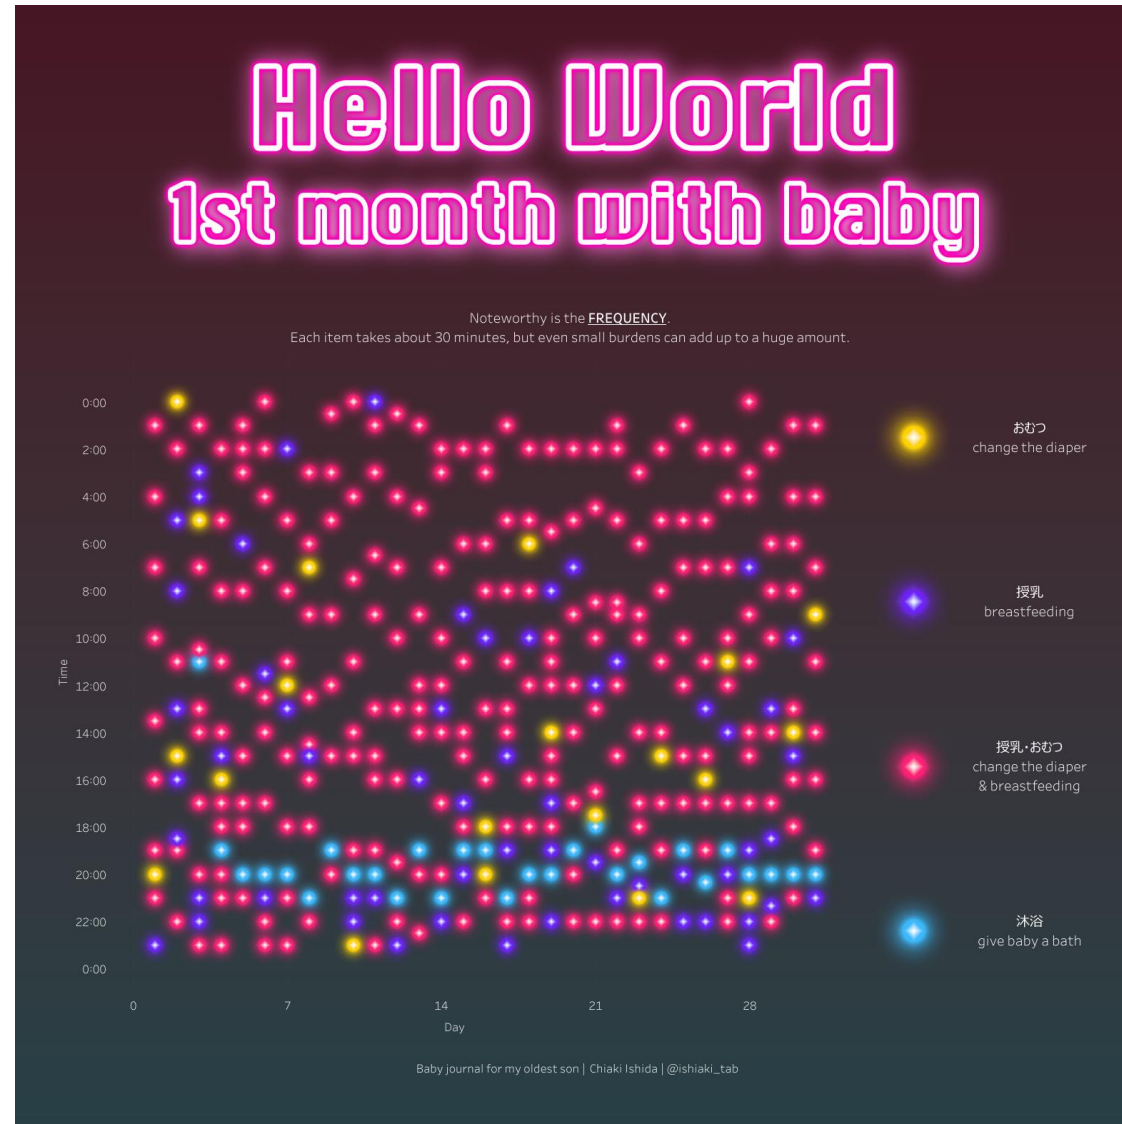 Hello World
1st month with baby
Noteworthy is the FREQUENCY.
Each item takes about 30 minutes, but even small burdens can add up to a huge amount.
0:00
2:00
4:00
6:00
8:00
10:00
12:00
14:00
16:00
18:00
20:00
22:00
0:00
Time
0
7
14
21
28
Day
おむつ
change the diaper
授乳
breastfeeding
授乳・おむつ
change the diaper
& breastfeeding
沐浴
give baby a bath
Baby journal for my oldest son | Chiaki Ishida | @ishiaki_tab